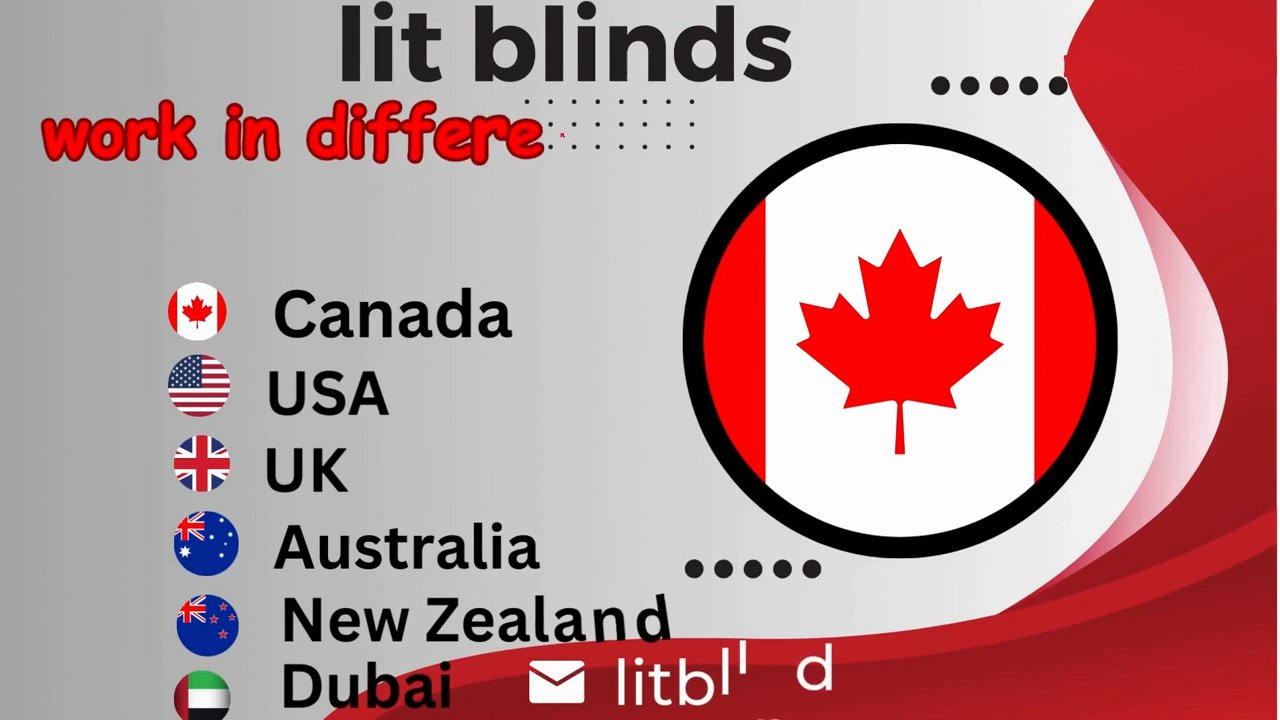 lit blinds
work in differe
Canada
USA
UK
Australia
New Zealand
Dubai